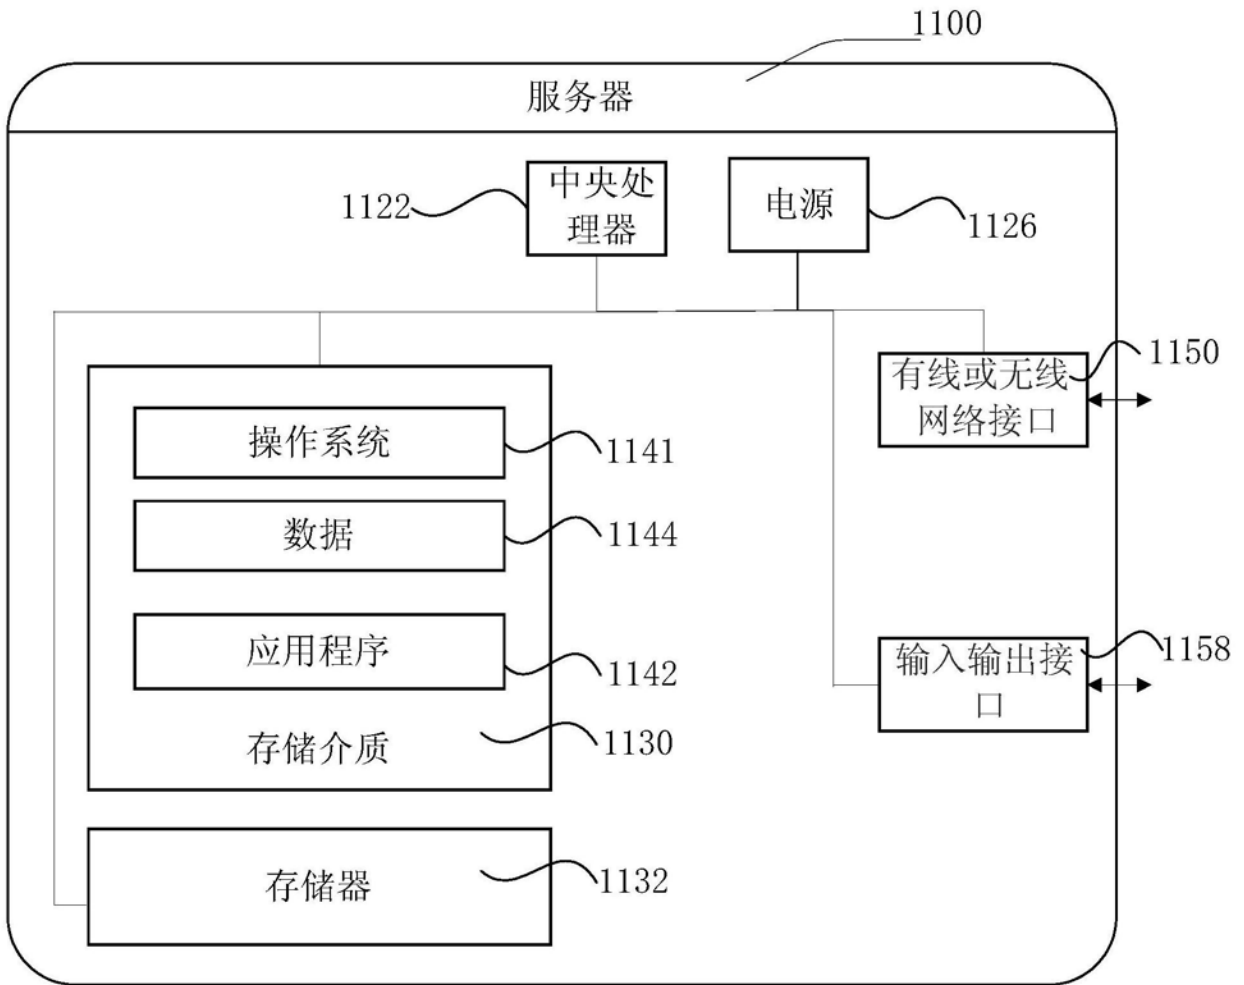 1100
服务器
中央处
理器
1122
电源
1126
有线或无线
网络接口
1150
操作系统
1141
数据
1144
应用程序
1142
存储介质
1130
输入输出接
口
1158
存储器
1132